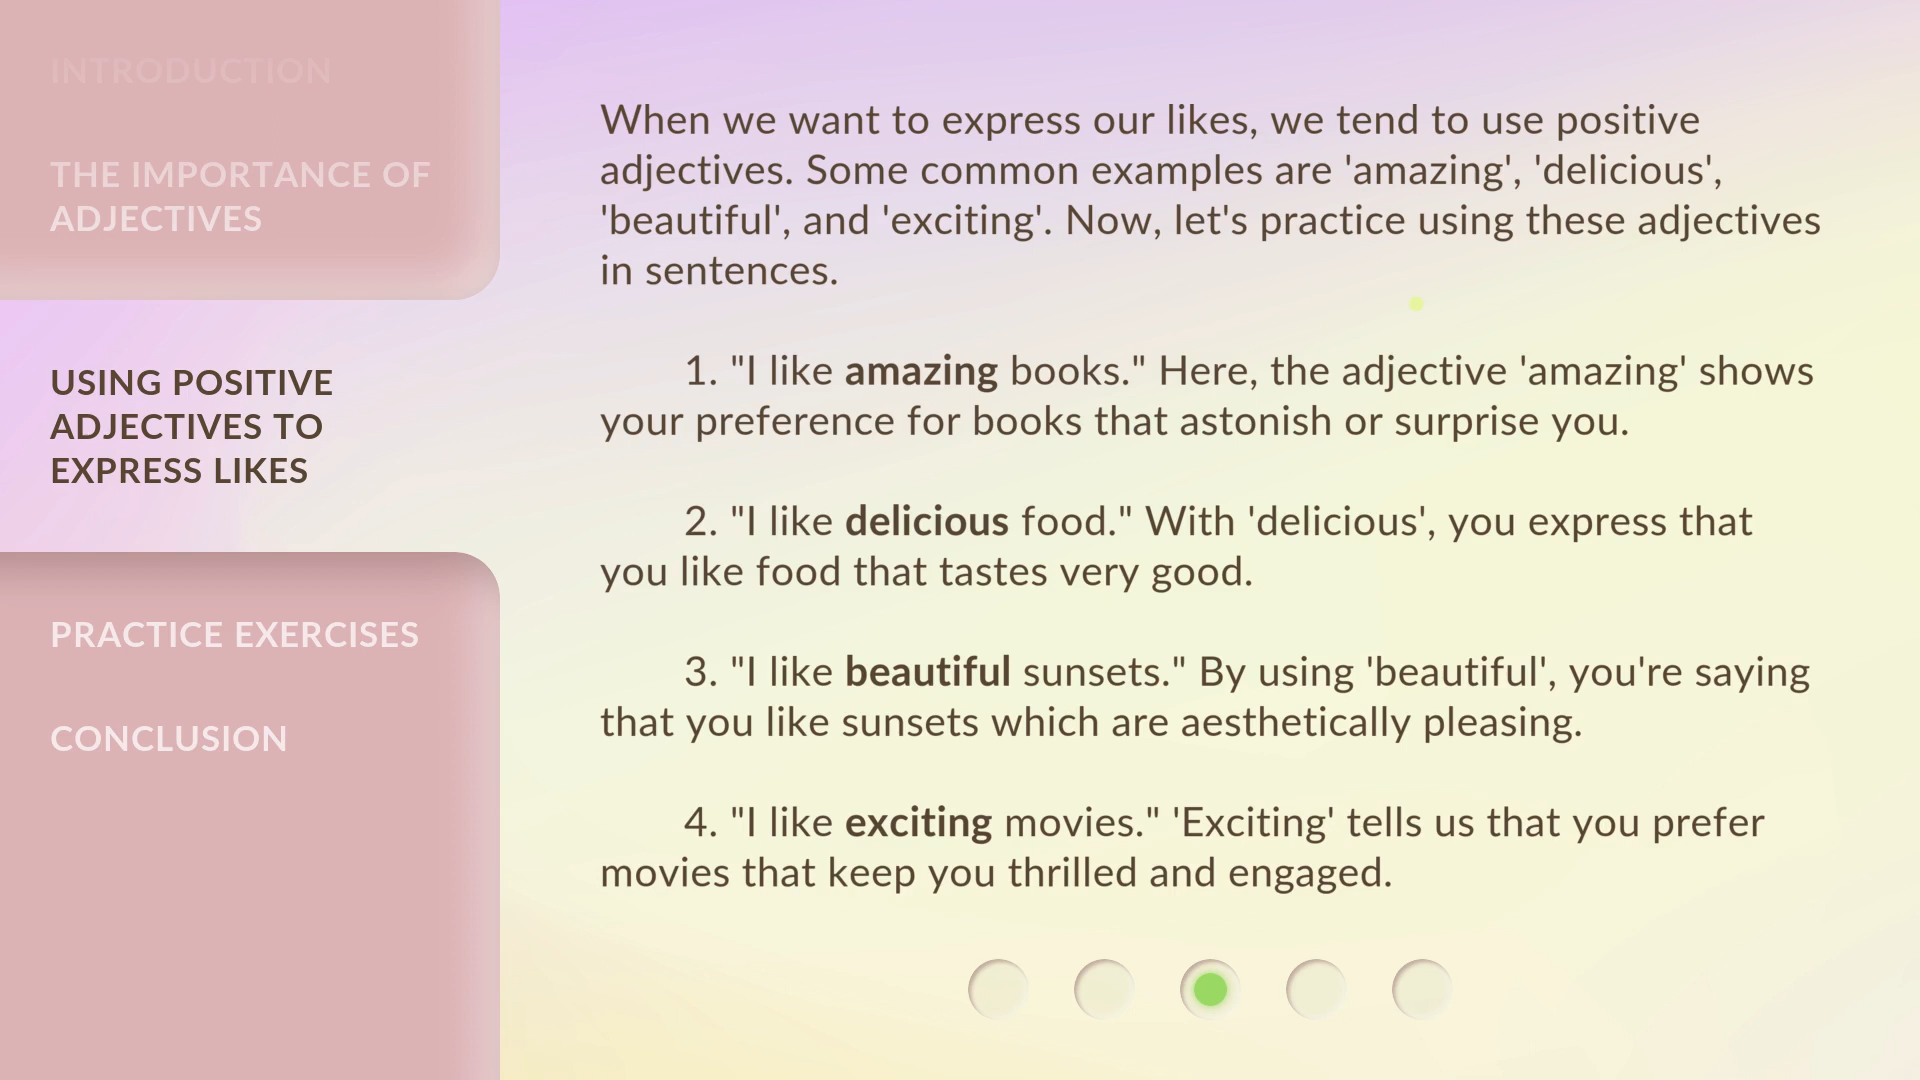 INTRODUCTION
THE IMPORTANCE OF
ADJECTIVES
USING POSITIVE
ADJECTIVES TO
EXPRESS LIKES
PRACTICE EXERCISES
CONCLUSION
When we want to express our likes, we tend to use positive
adjectives. Some common examples are 'amazing', 'delicious',
'beautiful', and 'exciting'. Now, let's practice using these adjectives
in sentences.
1. "I like amazing books." Here, the adjective 'amazing' shows
your preference for books that astonish or surprise you.
2. "I like delicious food." With 'delicious', you express that
you like food that tastes very good.
3. "I like beautiful sunsets." By using 'beautiful', you're saying
that you like sunsets which are aesthetically pleasing.
4. "I like exciting movies." 'Exciting' tells us that you prefer
movies that keep you thrilled and engaged.